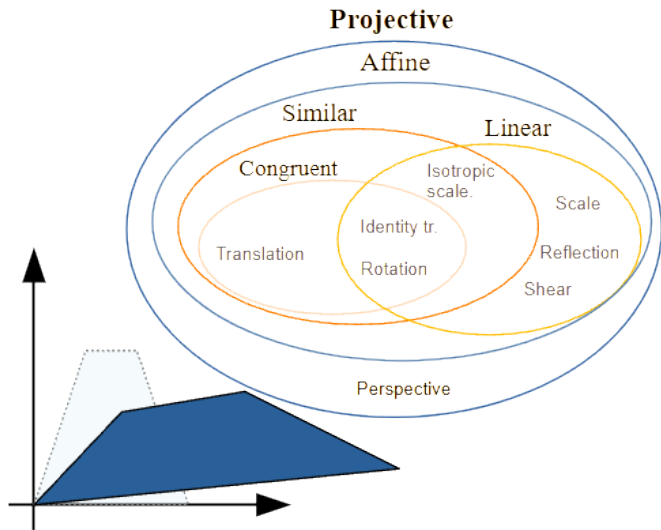 Projective
Affine
Similar
Linear
Congruent
Isotropic
scale.
Scale
Identity tr.
Translation
Reflection
Rotation
Shear
Perspective